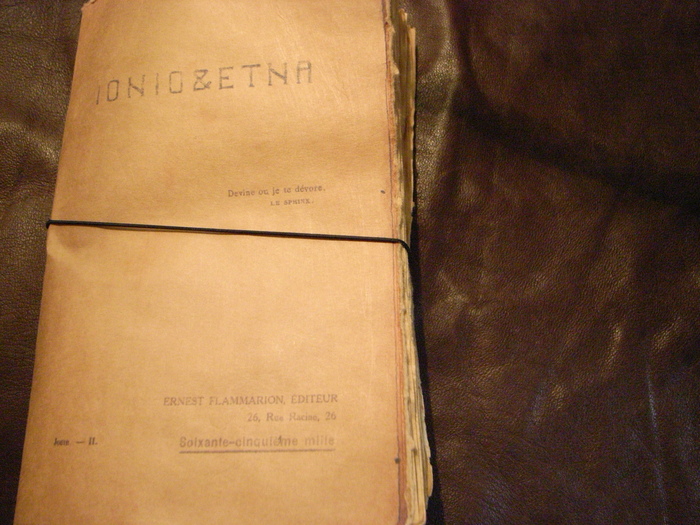 IONIO&ETNA
Devine ou je te dévore.
LE SPHINX.
ERNEST FLAMMARION, ÉDITEUR
26, Rue Racine, 26
Soixante-cinquième mille
— II.